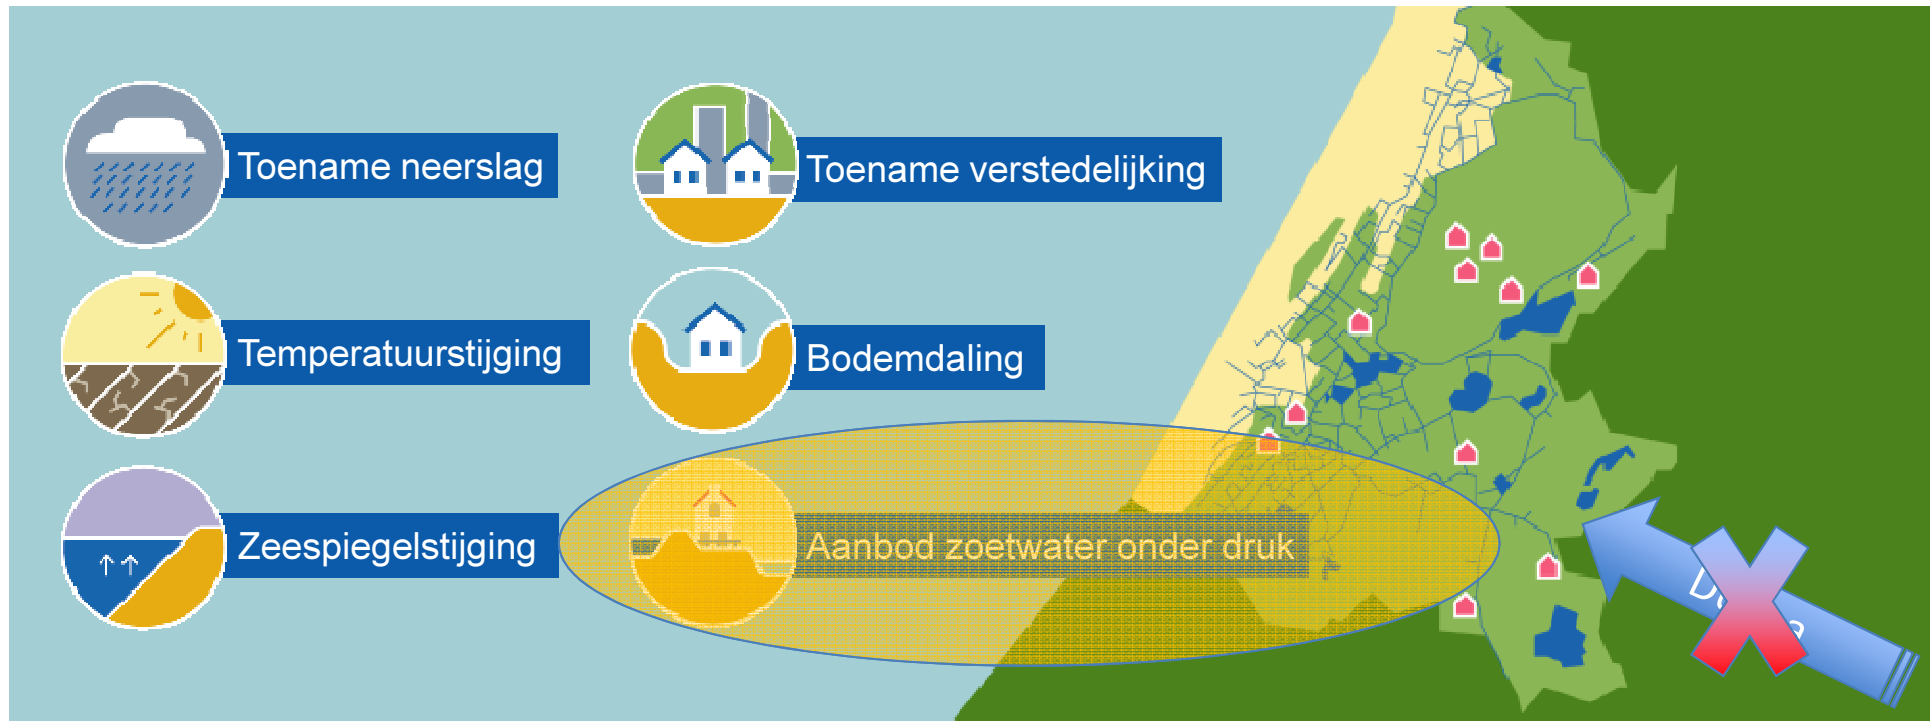 Toename neerslag
Toename verstedelijking
Temperatuurstijging
Bodemdaling
Zeespiegelstijging
Aanbod zoetwater onder druk